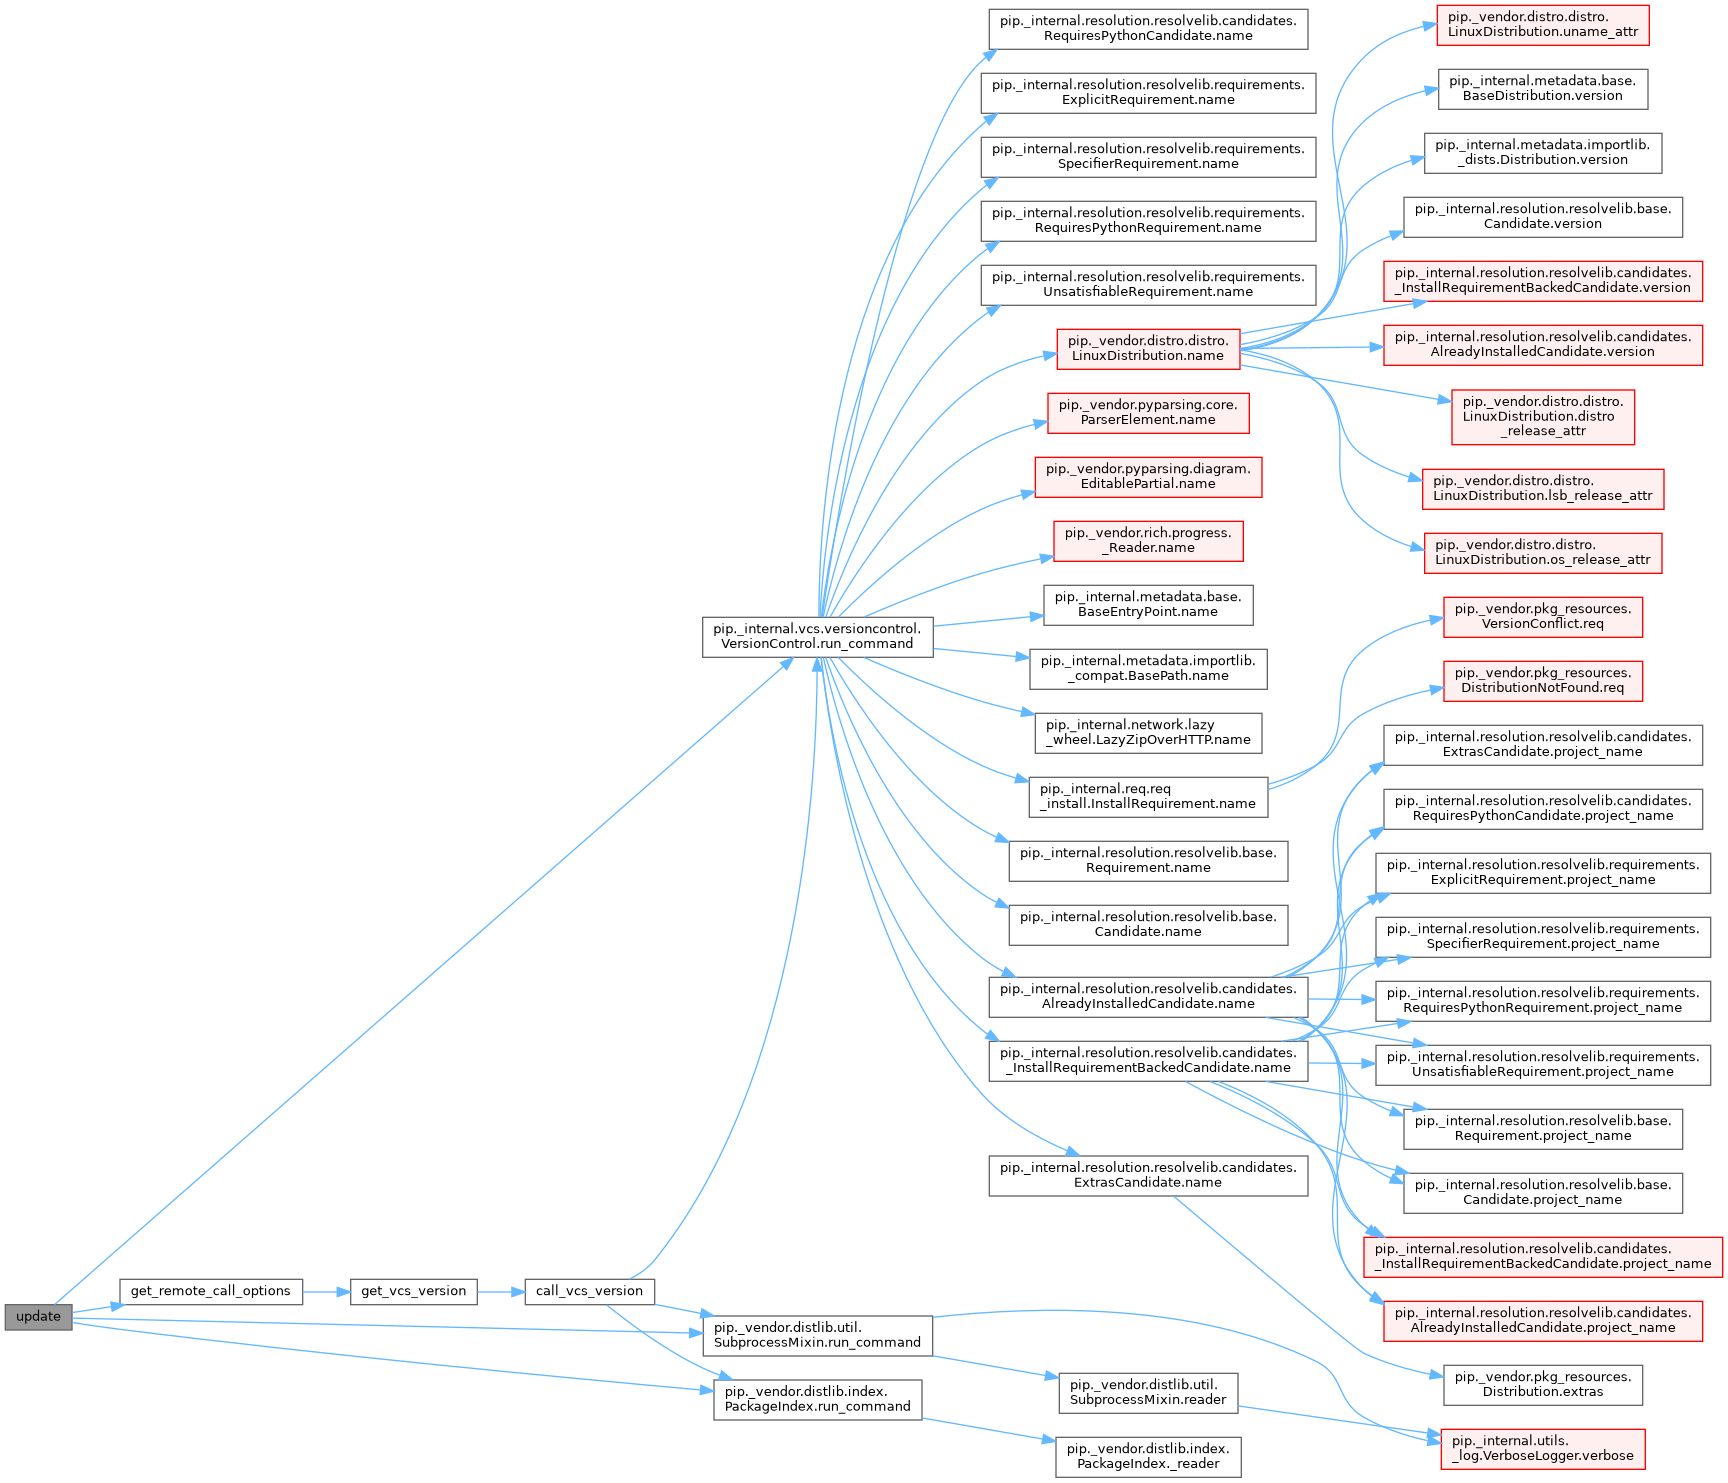 update
get_remote_call_options
get_vcs_version
call_vcs_version
pip._internal.vcs.versioncontrol.
VersionControl.run_command
pip._vendor.distlib.util.
SubprocessMixin.run_command
pip._vendor.distlib.index.
PackageIndex.run_command
pip._internal.resolution.resolvelib.candidates.
RequiresPythonCandidate.name
pip._internal.resolution.resolvelib.requirements.
ExplicitRequirement.name
pip._internal.resolution.resolvelib.requirements.
SpecifierRequirement.name
pip._internal.resolution.resolvelib.requirements.
RequiresPythonRequirement.name
pip._internal.resolution.resolvelib.requirements.
UnsatisfiableRequirement.name
pip._vendor.distro.distro.
LinuxDistribution.name
pip._vendor.pyparsing.core.
ParserElement.name
pip._vendor.pyparsing.diagram.
EditablePartial.name
pip._vendor.rich.progress.
_Reader.name
pip._internal.metadata.base.
BaseEntryPoint.name
pip._internal.metadata.importlib.
_compat.BasePath.name
pip._internal.network.lazy
_wheel.LazyZipOverHTTP.name
pip._internal.req.req
_install.InstallRequirement.name
pip._internal.resolution.resolvelib.base.
Requirement.name
pip._internal.resolution.resolvelib.base.
Candidate.name
pip._internal.resolution.resolvelib.candidates.
AlreadyInstalledCandidate.name
pip._internal.resolution.resolvelib.candidates.
_InstallRequirementBackedCandidate.name
pip._internal.resolution.resolvelib.candidates.
ExtrasCandidate.name
pip._vendor.distlib.util.
SubprocessMixin.reader
pip._vendor.distlib.index.
PackageIndex._reader
pip._vendor.distro.distro.
LinuxDistribution.uname_attr
pip._internal.metadata.base.
BaseDistribution.version
pip._internal.metadata.importlib.
_dists.Distribution.version
pip._internal.resolution.resolvelib.base.
Candidate.version
pip._internal.resolution.resolvelib.candidates.
_InstallRequirementBackedCandidate.version
pip._internal.resolution.resolvelib.candidates.
AlreadyInstalledCandidate.version
pip._vendor.distro.distro.
LinuxDistribution.distro
_release_attr
pip._vendor.distro.distro.
LinuxDistribution.lsb_release_attr
pip._vendor.distro.distro.
LinuxDistribution.os_release_attr
pip._vendor.pkg_resources.
VersionConflict.req
pip._vendor.pkg_resources.
DistributionNotFound.req
pip._internal.resolution.resolvelib.candidates.
ExtrasCandidate.project_name
pip._internal.resolution.resolvelib.candidates.
RequiresPythonCandidate.project_name
pip._internal.resolution.resolvelib.requirements.
ExplicitRequirement.project_name
pip._internal.resolution.resolvelib.requirements.
SpecifierRequirement.project_name
pip._internal.resolution.resolvelib.requirements.
RequiresPythonRequirement.project_name
pip._internal.resolution.resolvelib.requirements.
UnsatisfiableRequirement.project_name
pip._internal.resolution.resolvelib.base.
Requirement.project_name
pip._internal.resolution.resolvelib.base.
Candidate.project_name
pip._internal.resolution.resolvelib.candidates.
_InstallRequirementBackedCandidate.project_name
pip._internal.resolution.resolvelib.candidates.
AlreadyInstalledCandidate.project_name
pip._vendor.pkg_resources.
Distribution.extras
pip._internal.utils.
_log.VerboseLogger.verbose